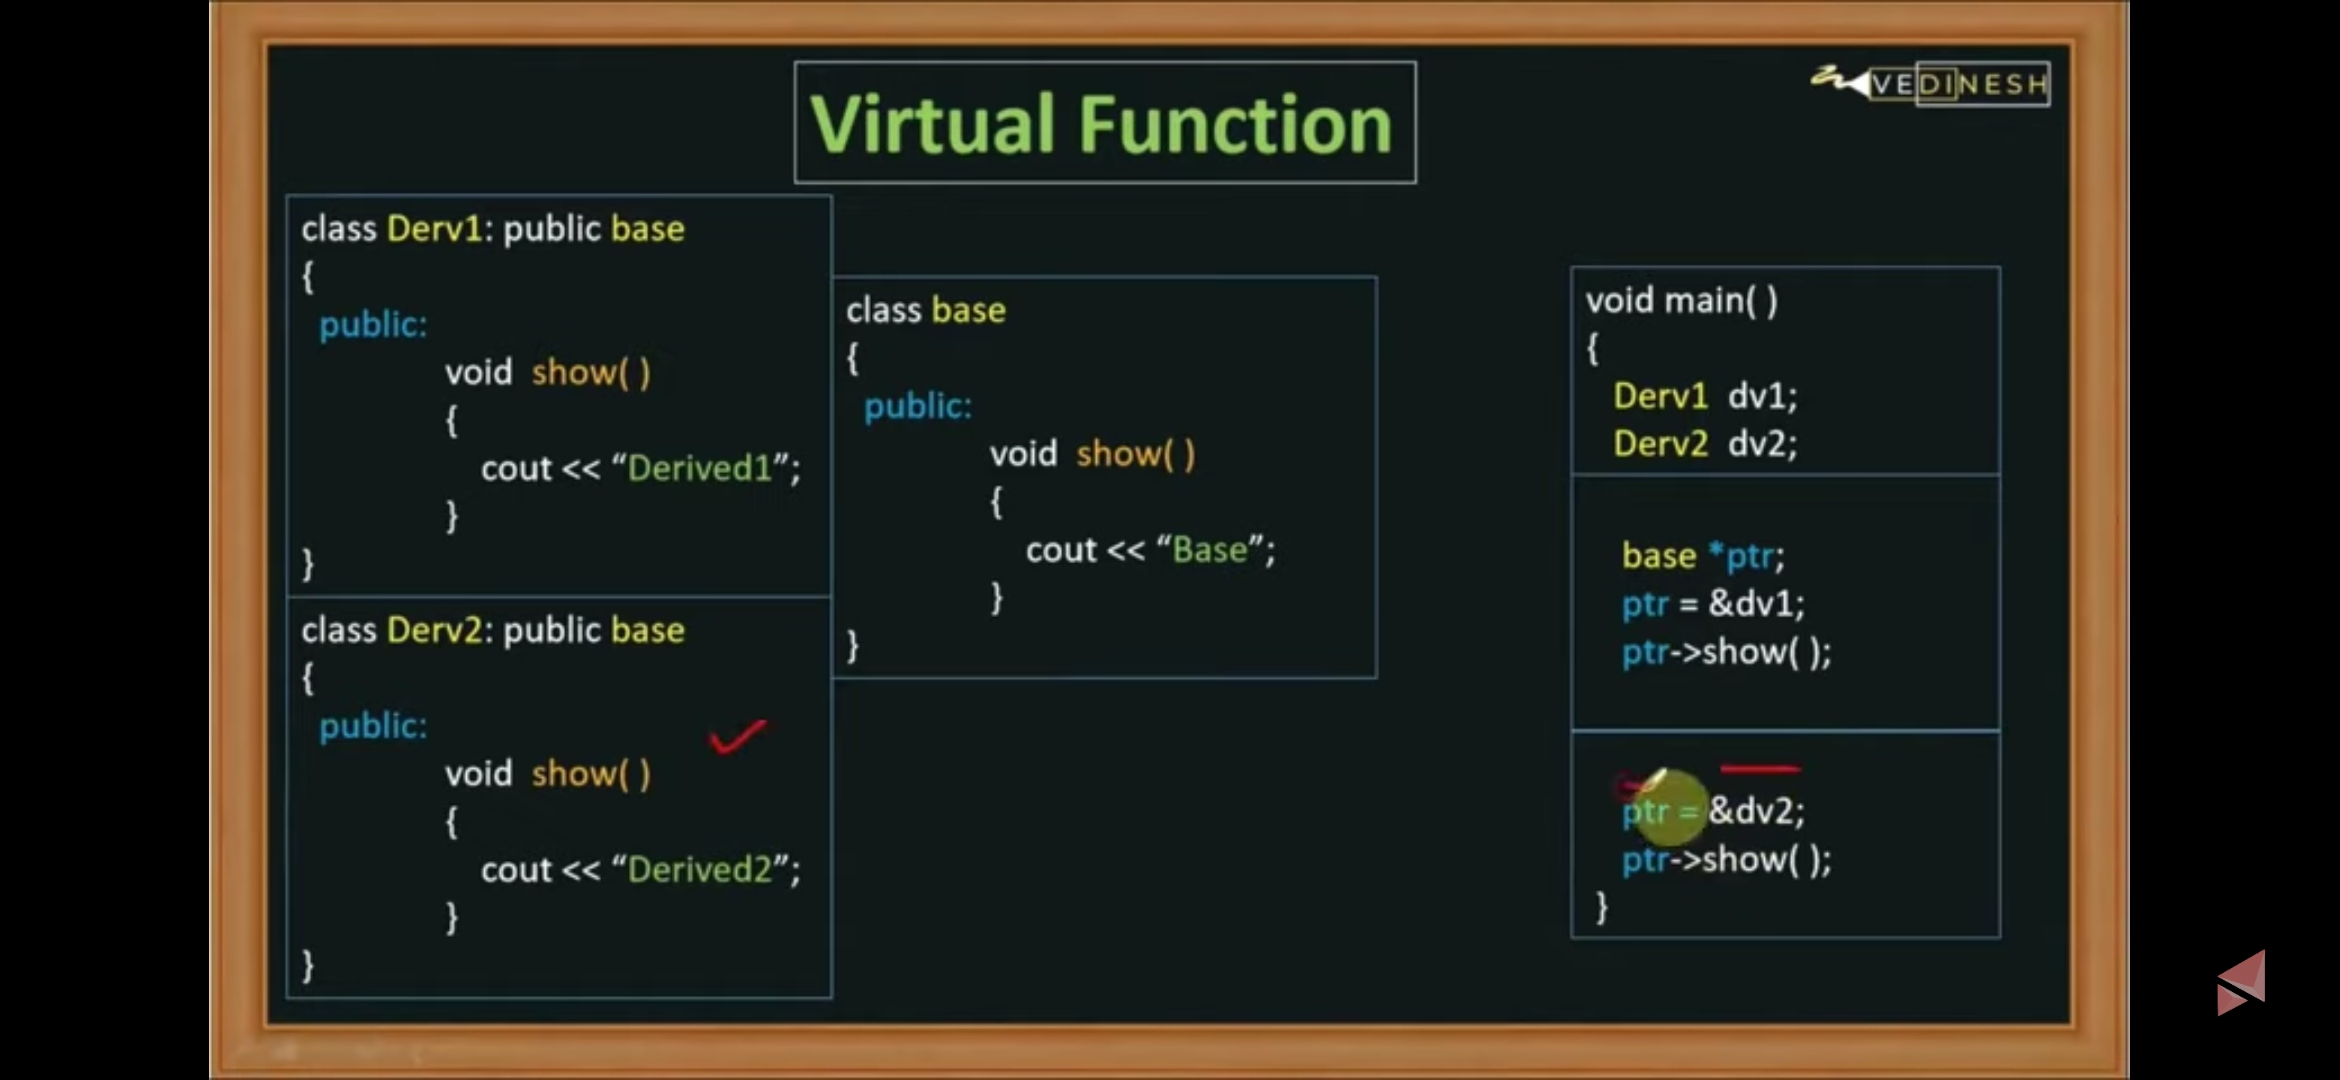 Virtual Function
VEDINESH
class Derv1: public base
{
public:
void show( )
{
cout << “Derived1”;
}
}
class Derv2: public base
{
public:
void show( )
{
cout << “Derived2”;
}
}
class base
{
public:
void show( )
{
cout << “Base”;
}
}
void main( )
{
Derv1 dv1;
Derv2 dv2;
base *ptr;
ptr = &dv1;
ptr->show( );
ptr = &dv2;
ptr->show( );
}